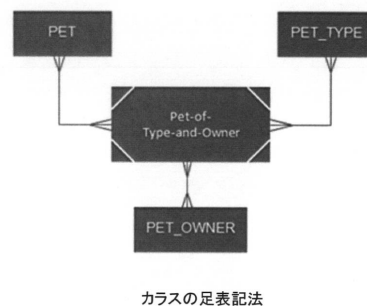 PET
PET_TYPE
Pet-of-
Type-and-Owner
PET_OWNER
カラスの足表記法